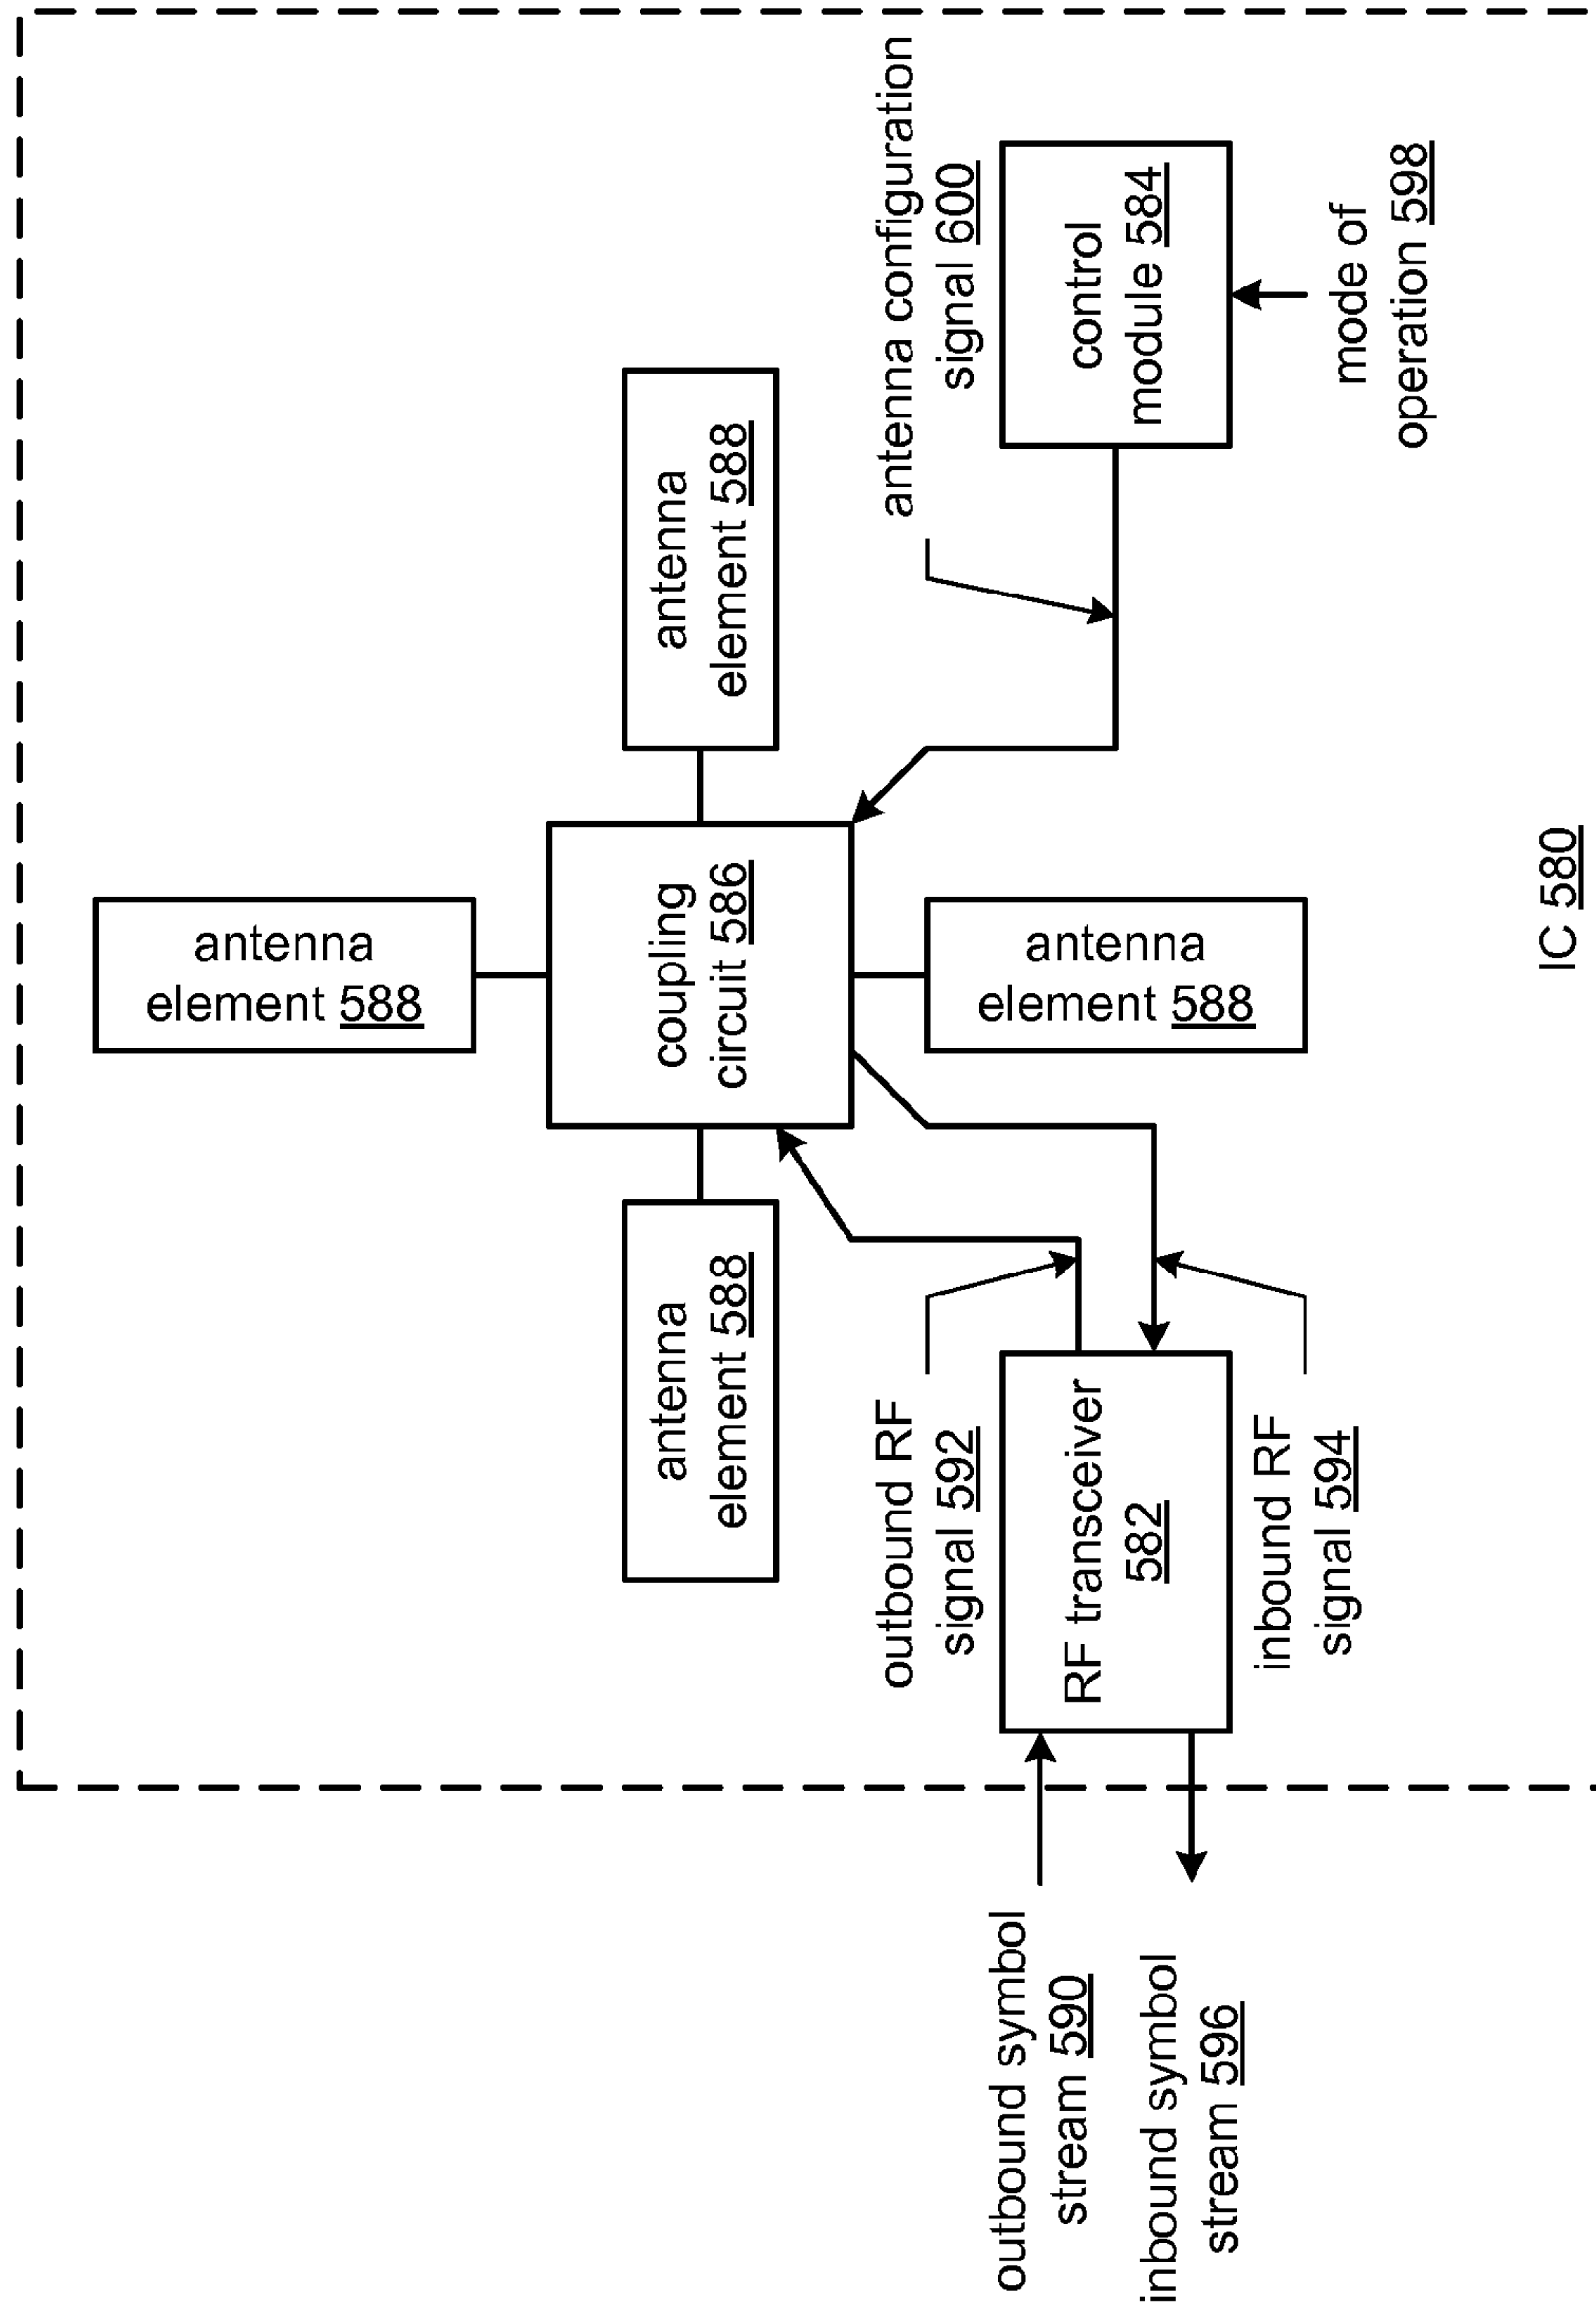 antenna
element 588
antenna
element 588
coupling
circuit 586
antenna
element 588
antenna
element 588
outbound RF
signal 592
antenna configuration
signal 600
outbound symbol
stream 590
RF transceiver
582
control
module 584
inbound symbol
stream 596
inbound RF
signal 594
mode of
operation 598
IC 580